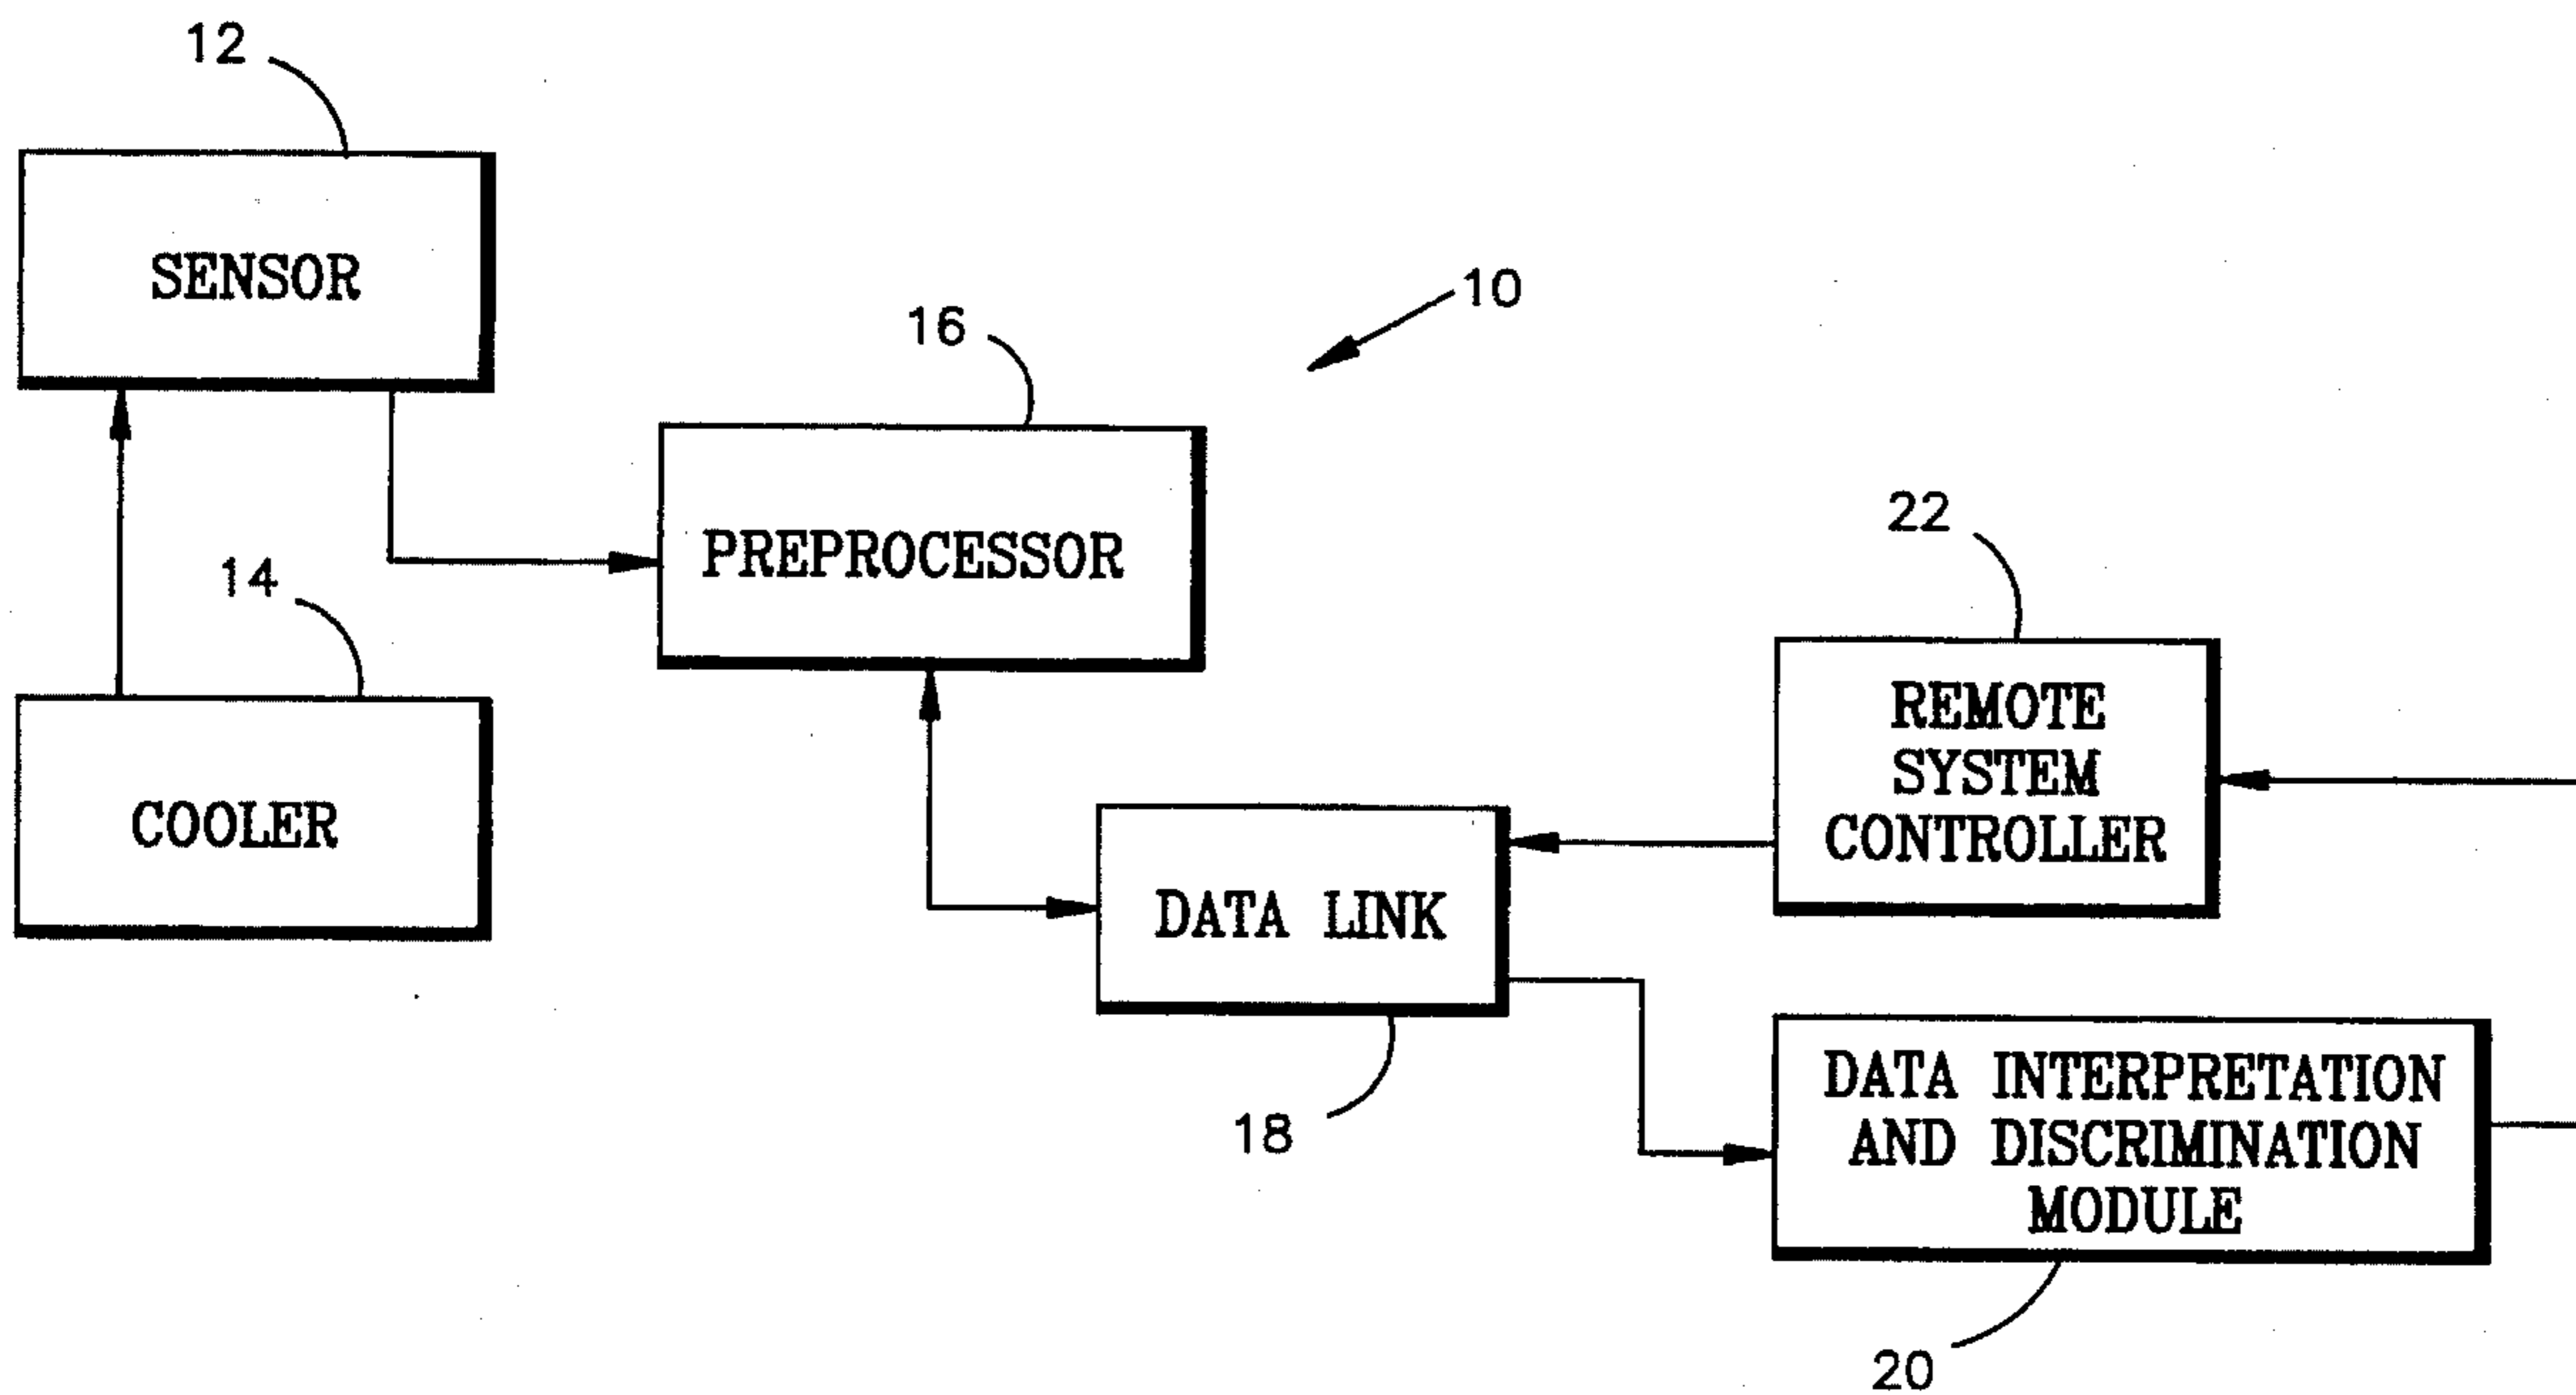 12
SENSOR
10
16
PREPROCESSOR
14
COOLER
22
REMOTE
SYSTEM
CONTROLLER
DATA LINK
18
DATA INTERPRETATION
AND DISCRIMINATION
MODULE
20